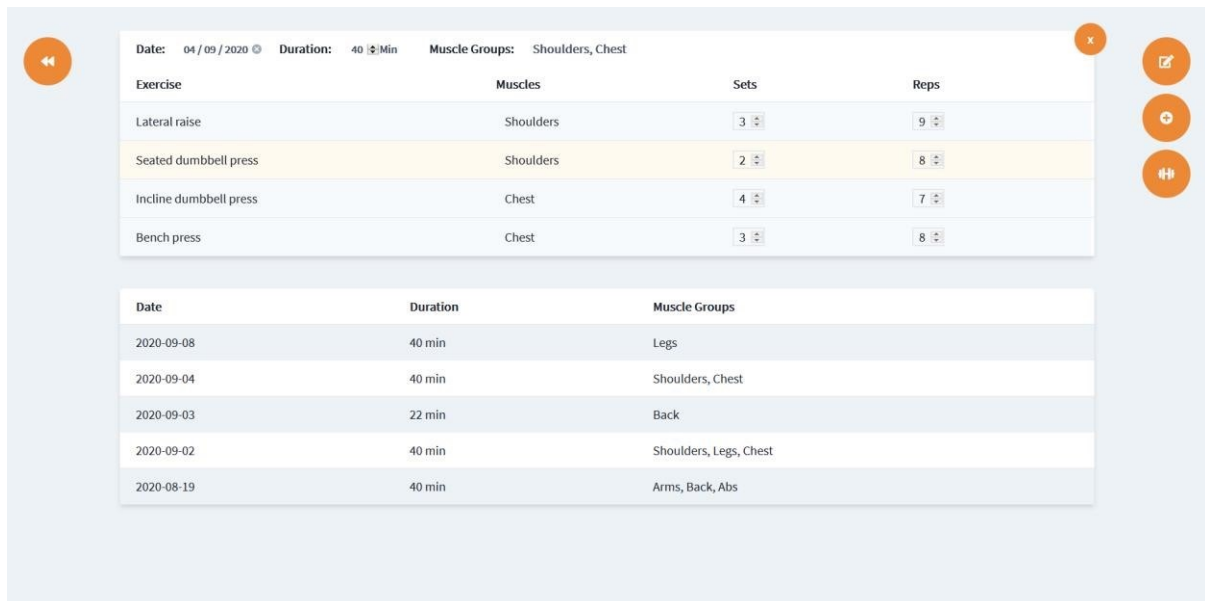 Date: 04 / 09 / 2020 Duration: 40 Min Muscle Groups: Shoulders, Chest x
Exercise Muscles Sets Reps
Lateral raise Shoulders 3 9
Seated dumbbell press Shoulders 2 8
Incline dumbbell press Chest 4 7
Bench press Chest 3 8
Date Duration Muscle Groups
2020-09-08 40 min Legs
2020-09-04 40 min Shoulders, Chest
2020-09-03 22 min Back
2020-09-02 40 min Shoulders, Legs, Chest
2020-08-19 40 min Arms, Back, Abs